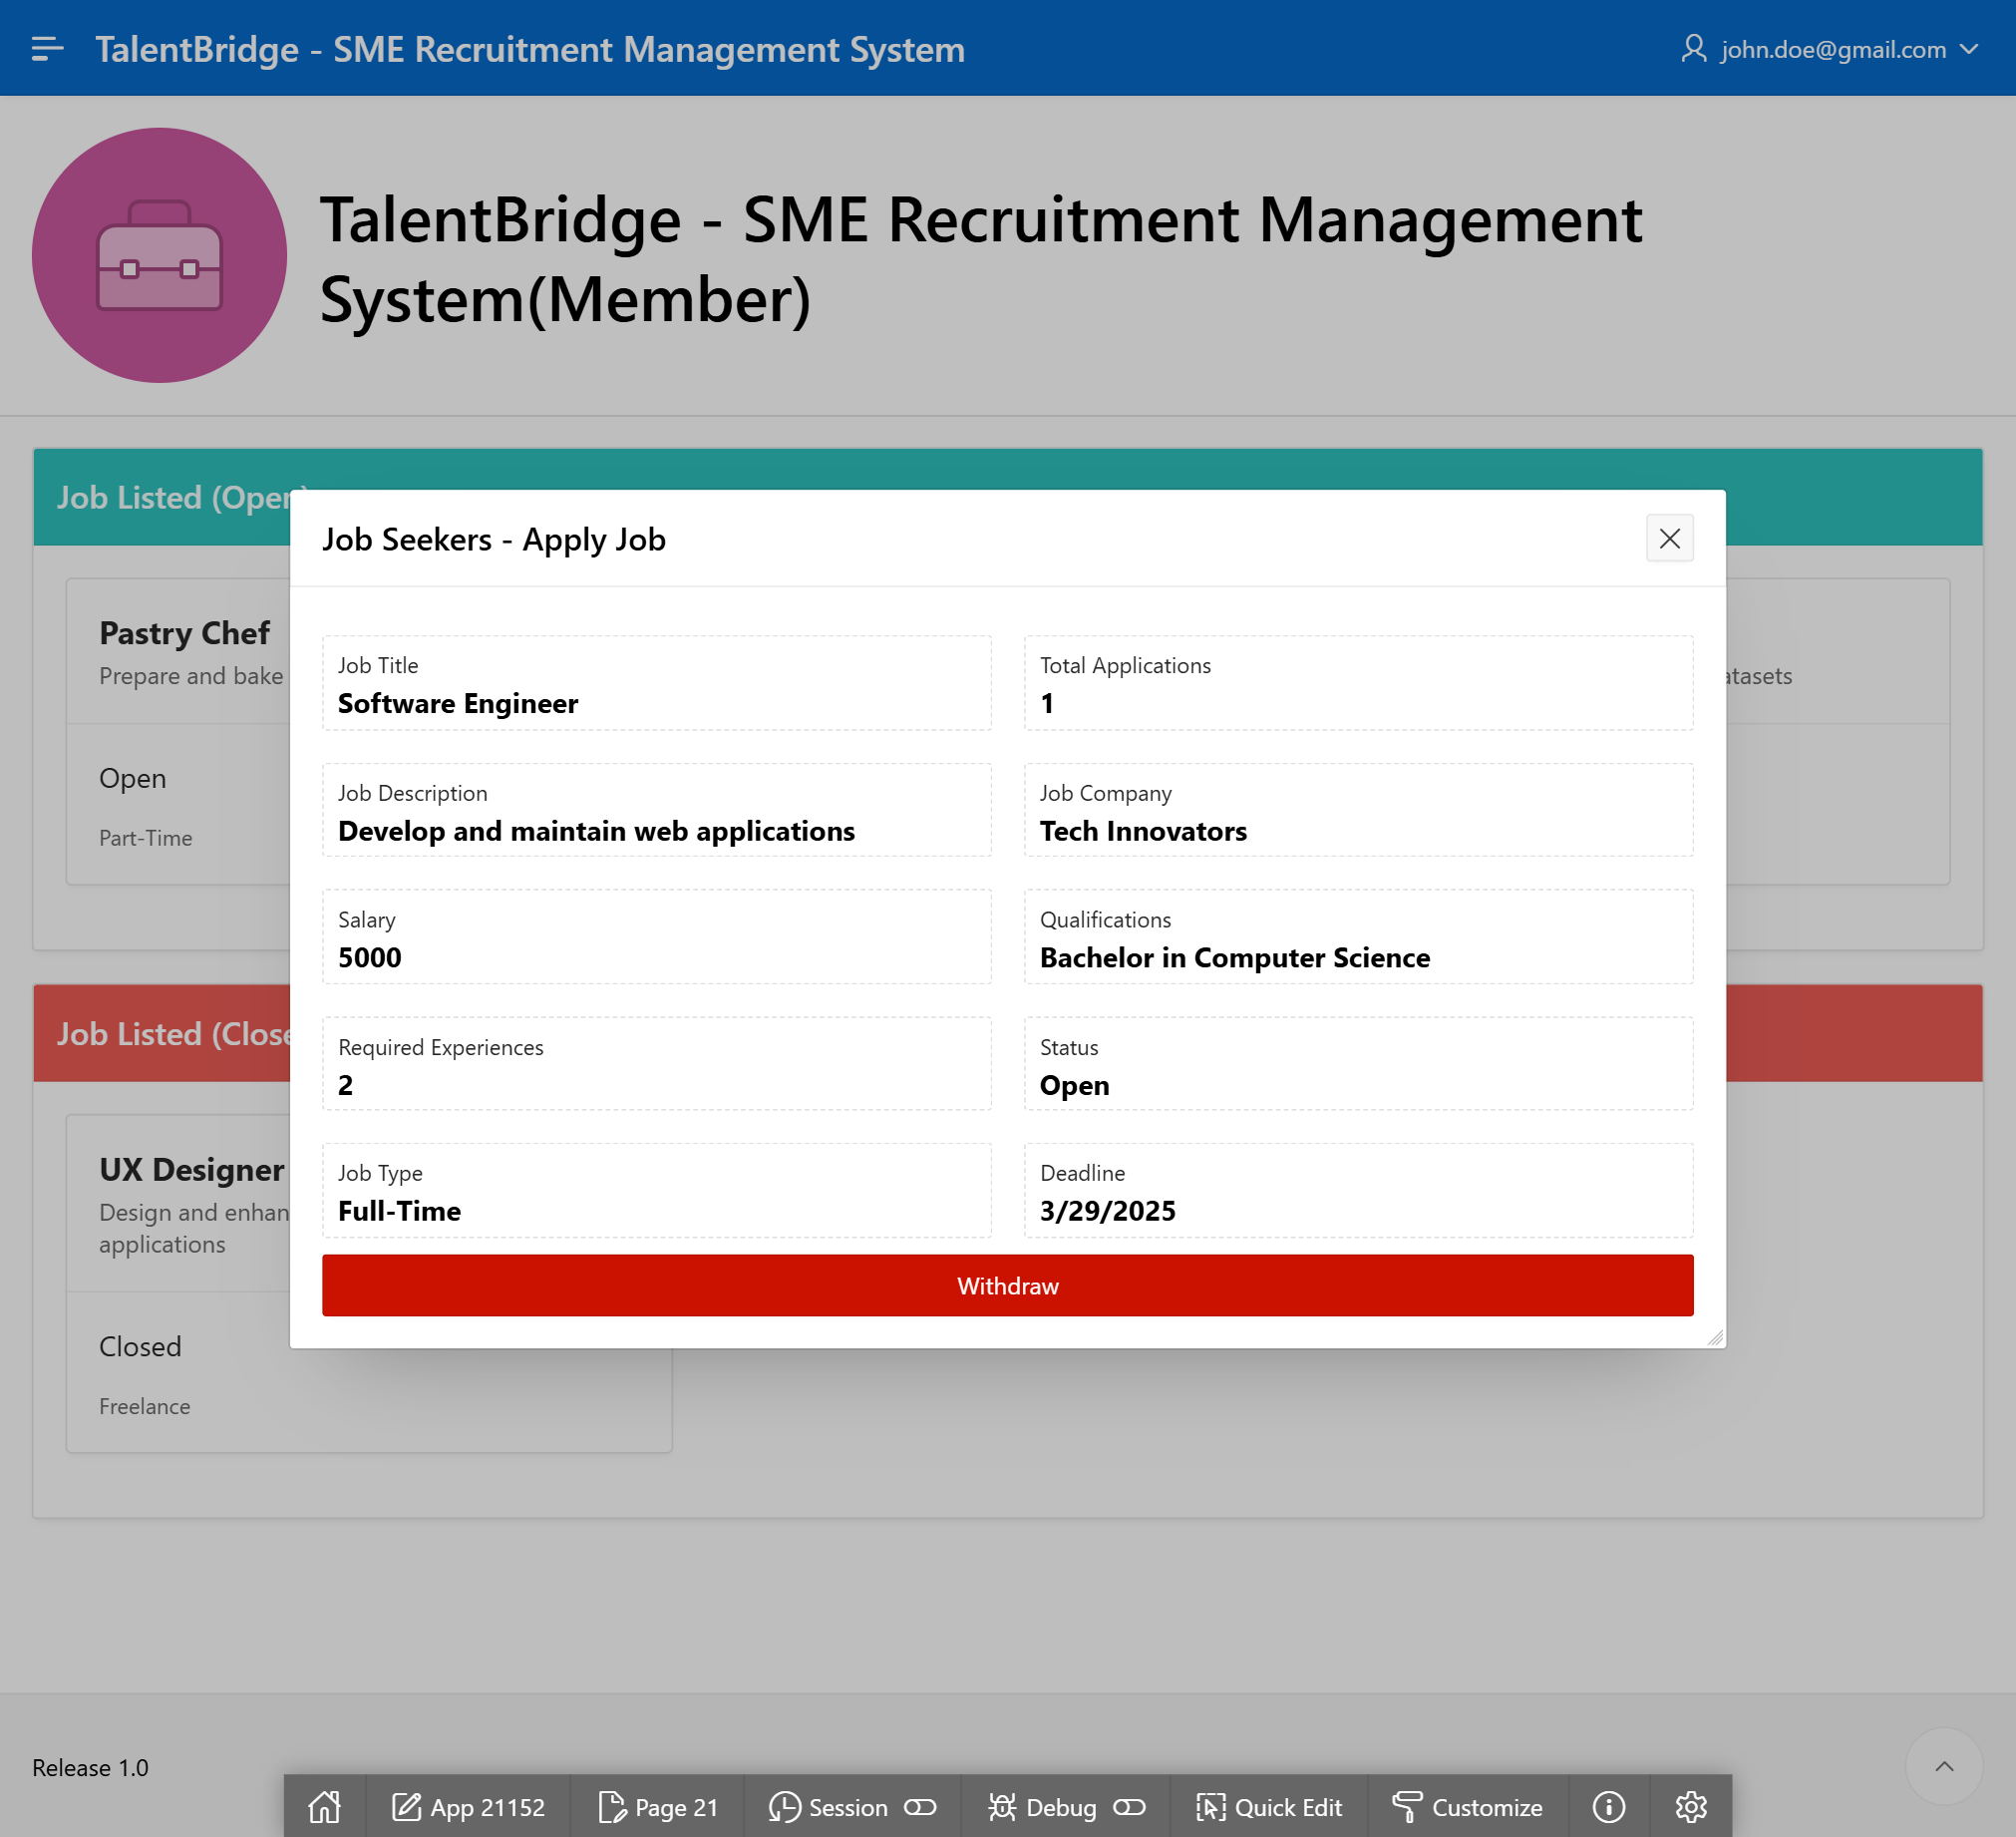 TalentBridge - SME Recruitment Management System
john.doe@gmail.com
TalentBridge - SME Recruitment Management
System(Member)
Job Listed (Open)
Job Seekers - Apply Job
Pastry Chef
Prepare and bake
Open
Part-Time
Job Title
Software Engineer
Total Applications
1
Job Description
Develop and maintain web applications
Job Company
Tech Innovators
Salary
5000
Qualifications
Bachelor in Computer Science
Required Experiences
2
Status
Open
Job Type
Full-Time
Deadline
3/29/2025
Withdraw
Job Listed (Close
UX Designer
Design and enhan
applications
Closed
Freelance
Release 1.0
App 21152
Page 21
Session
Debug
Quick Edit
Customize